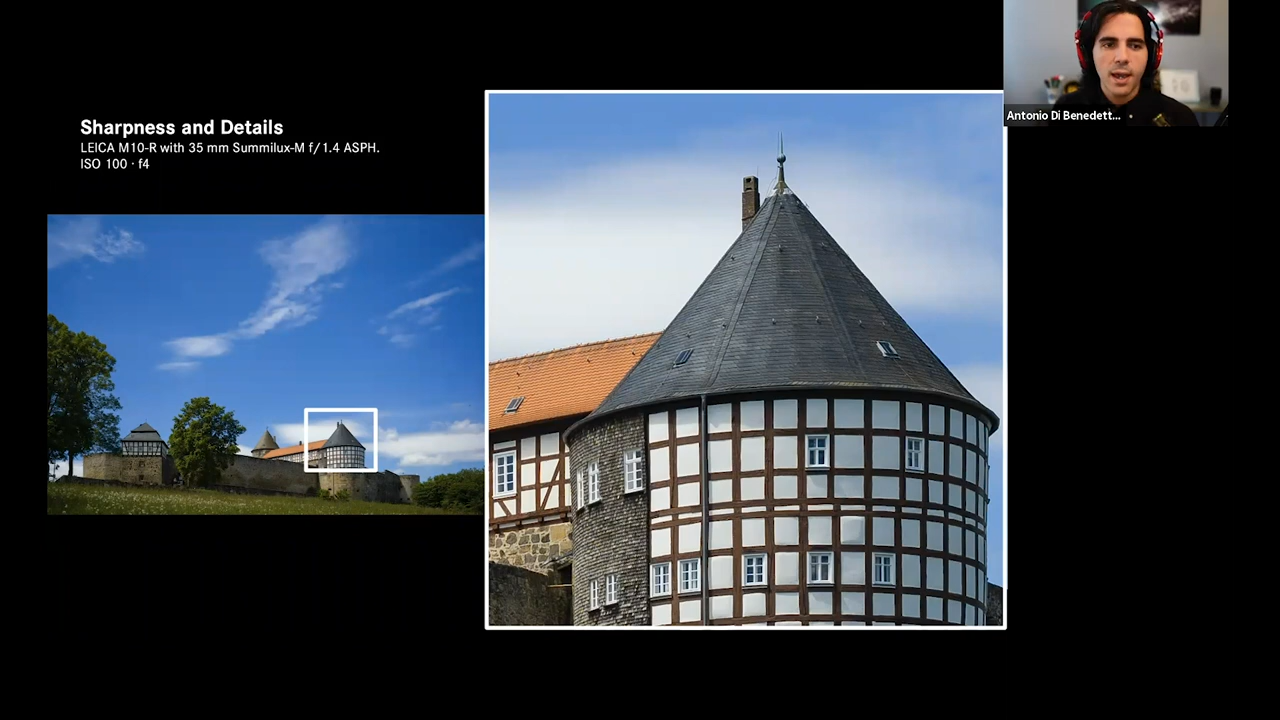 Sharpness and Details
LEICA M10-R with 35 mm Summilux-M f/1.4 ASPH.
ISO 100 · f4
Antonio Di Benedett...